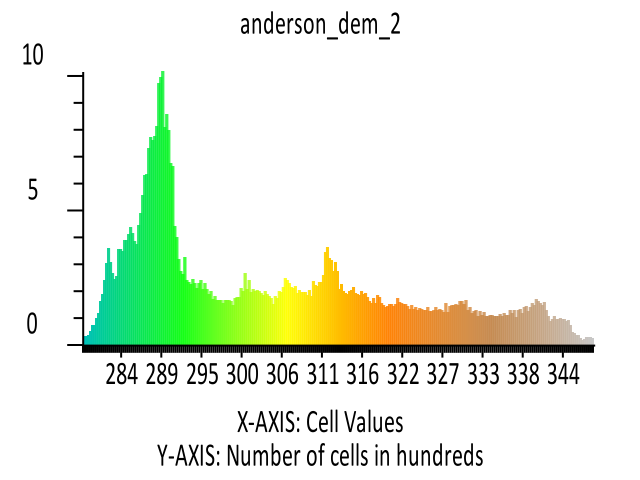 anderson_dem_2
10
5
0
284 289 295 300 306 311 316 322 327 333 338 344
X-AXIS: Cell Values
Y-AXIS: Number of cells in hundreds